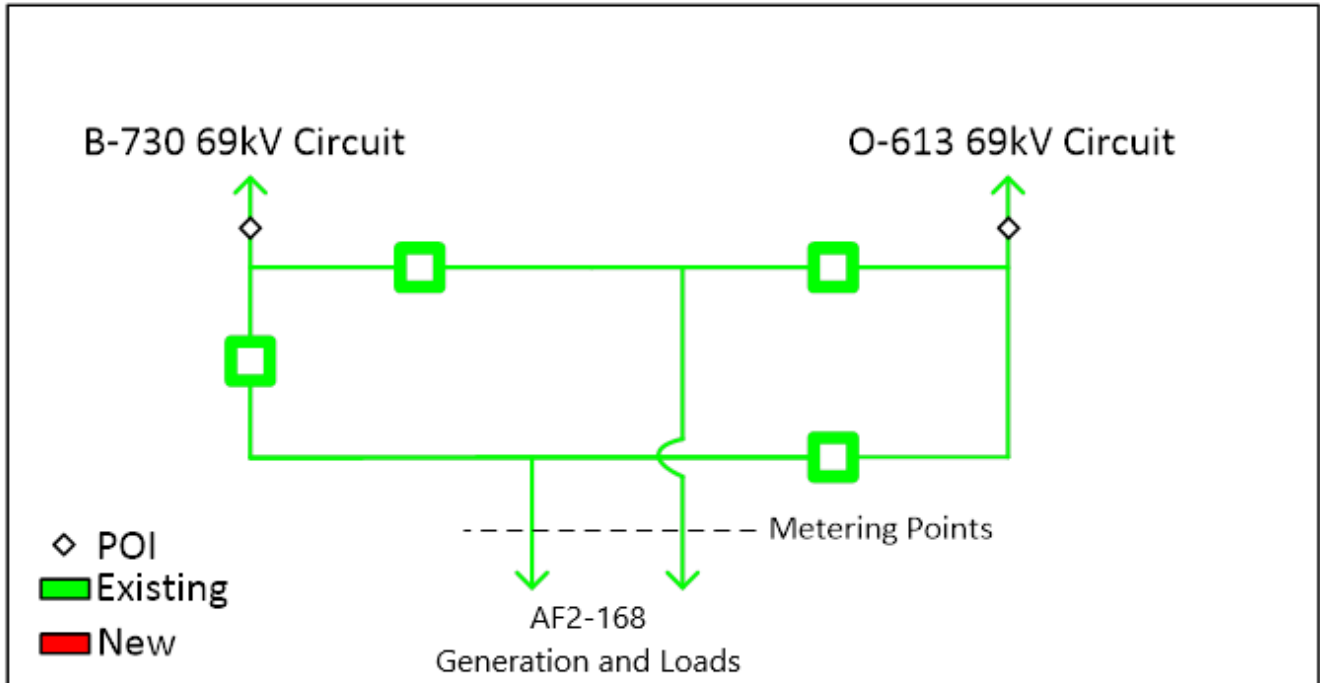 B-730 69kV Circuit
O-613 69kV Circuit
Metering Points
POI
Existing
New
AF2-168
Generation and Loads